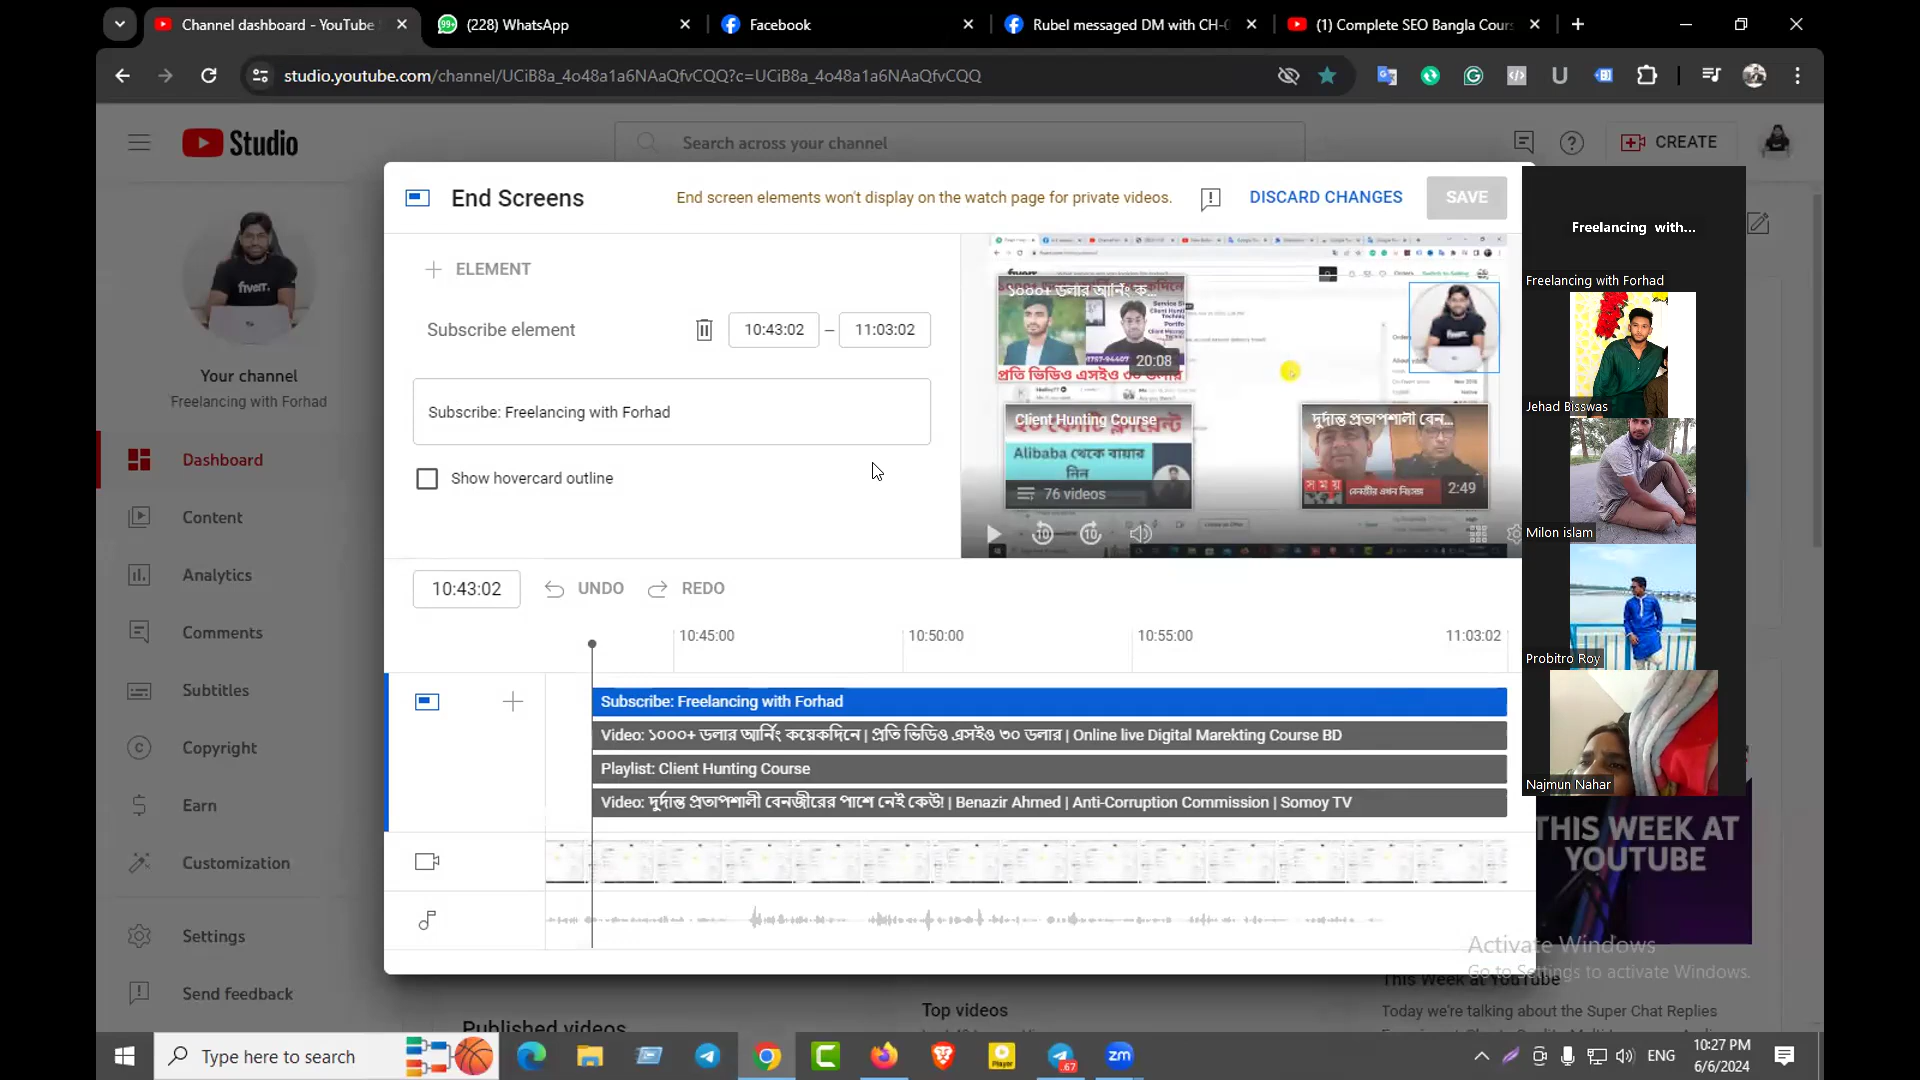 Channel dashboard - YouTube
(228) WhatsApp
Facebook
Rubel messaged DM with CH-
(1) Complete SEO Bangla Cours
studio.youtube.com/channel/UCiB8a_4o48a1a6NAaQfvCQQ?c=UCiB8a_4o48a1a6NAaQfvCQQ
Studio
Search across your channel
CREATE
End Screens
End screen elements won't display on the watch page for private videos.
DISCARD CHANGES
SAVE
ELEMENT
Subscribe element
10:43:02 – 11:03:02
Subscribe: Freelancing with Forhad
Show hovercard outline
১০০০+ ডলার আর্নিং ক...
20:08
Client Hunting Course
Alibaba থেকে বায়ার
নিন
76 videos
দুর্দান্ত প্রতাপশালী বেন...
সময়
2:49
10:43:02
UNDO
REDO
10:45:00
10:50:00
10:55:00
11:03:02
Subscribe: Freelancing with Forhad
Video: ১০০০+ ডলার আর্নিং কয়েকদিনে | প্রতি ভিডিও এসইও ৩০ ডলার | Online live Digital Marekting Course BD
Playlist: Client Hunting Course
Video: দুর্দান্ত প্রতাপশালী বেনজীরের পাশে নেই কেউ! | Benazir Ahmed | Anti-Corruption Commission | Somoy TV
Your channel
Freelancing with Forhad
Dashboard
Content
Analytics
Comments
Subtitles
Copyright
Earn
Customization
Settings
Send feedback
Freelancing with...
Freelancing with Forhad
Jehad Bisswas
Milon islam
Probitro Roy
Najmun Nahar
THIS WEEK AT
YOUTUBE
Activate Windows
Go to Settings to activate Windows.
This Week at YouTube
Today we're talking about the Super Chat Replies
Top videos
Published videos
Type here to search
ENG
10:27 PM
6/6/2024